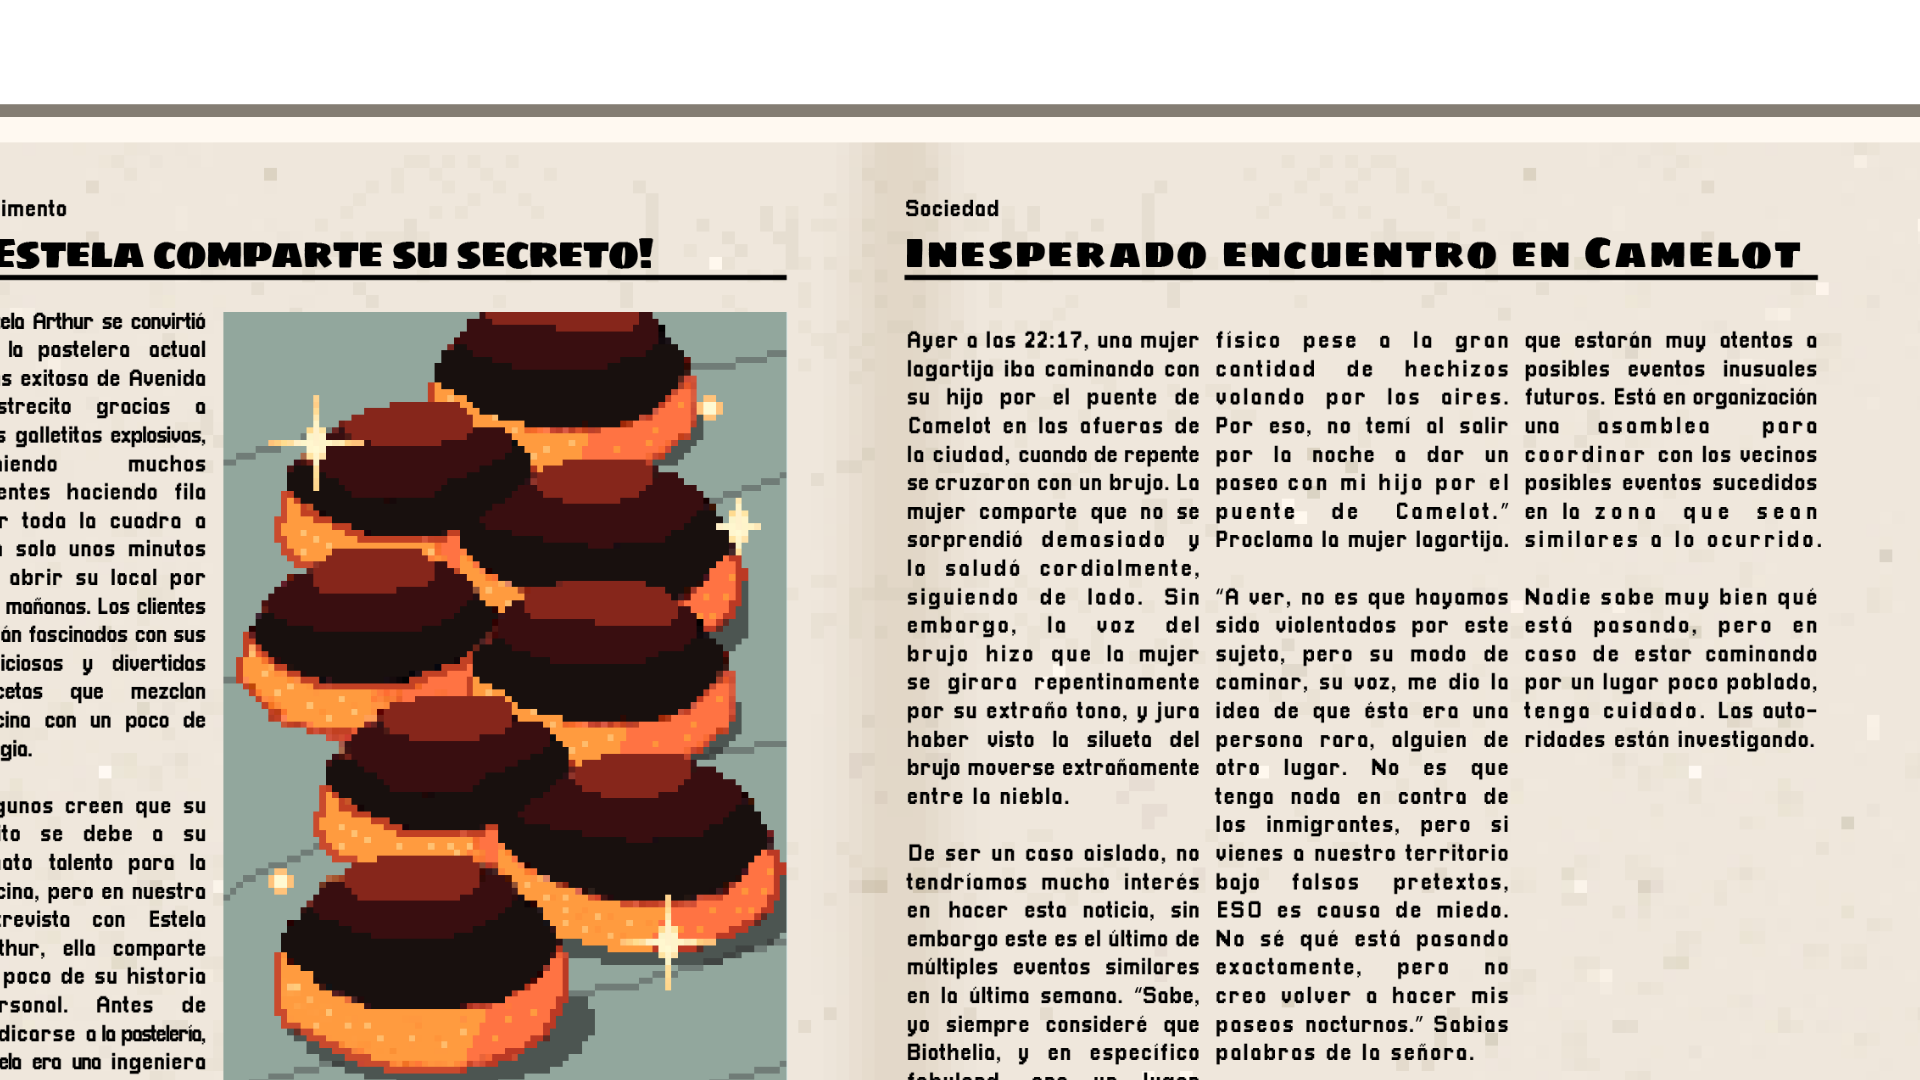 imento
ESTELA COMPARTE SU SECRETO!
ela Arthur se convirtió
la pastelera actual
s exitosa de Avenida
strecito gracias a
s galletitas explosivas,
niendo muchos
entes haciendo fila
r toda la cuadra a
solo unos minutos
abrir su local por
mañanas. Los clientes
án fascinados con sus
iciosas y divertidas
cetas que mezclan
cina con un poco de
gia.
gunos creen que su
ito se debe a su
nato talento para la
cina, pero en nuestra
trevista con Estela
thur, ella comparte
poco de su historia
rsonal. Antes de
dicarse a la pastelería,
ela era una ingeniera
Sociedad
INESPERADO ENCUENTRO EN CAMELOT
Ayer a las 22:17, una mujer
lagartija iba caminando con
su hijo por el puente de
Camelot en las afueras de
la ciudad, cuando de repente
se cruzaron con un brujo. La
mujer comparte que no se
sorprendió demasiado y
lo saludó cordialmente,
siguiendo de lado. Sin
embargo, la voz del
brujo hizo que la mujer
se girara repentinamente
por su extraño tono, y jura
haber visto la silueta del
brujo moverse extrañamente
entre la niebla.
De ser un caso aislado, no
tendríamos mucho interés
en hacer esta noticia, sin
embargo este es el último de
múltiples eventos similares
en la última semana. "Sabe,
yo siempre consideré que
Biothelia, y en específico
físico pese a la gran
cantidad de hechizos
volando por los aires.
Por eso, no temí al salir
por la noche a dar un
paseo con mi hijo por el
puente de Camelot."
Proclama la mujer lagartija.
"A ver, no es que hayamos
sido violentados por este
sujeto, pero su modo de
caminar, su voz, me dio la
idea de que ésta era una
persona rara, alguien de
otro lugar. No es que
tenga nada en contra de
los inmigrantes, pero si
vienes a nuestro territorio
bajo falsos pretextos,
ESO es causa de miedo.
No sé qué está pasando
exactamente, pero no
creo volver a hacer mis
paseos nocturnos." Sabias
palabras de la señora.
que estarán muy atentos a
posibles eventos inusuales
futuros. Está en organización
una asamblea para
coordinar con los vecinos
posibles eventos sucedidos
en la zona que sean
similares a lo ocurrido.
Nadie sabe muy bien qué
está pasando, pero en
caso de estar caminando
por un lugar poco poblado,
tenga cuidado. Las auto-
ridades están investigando.